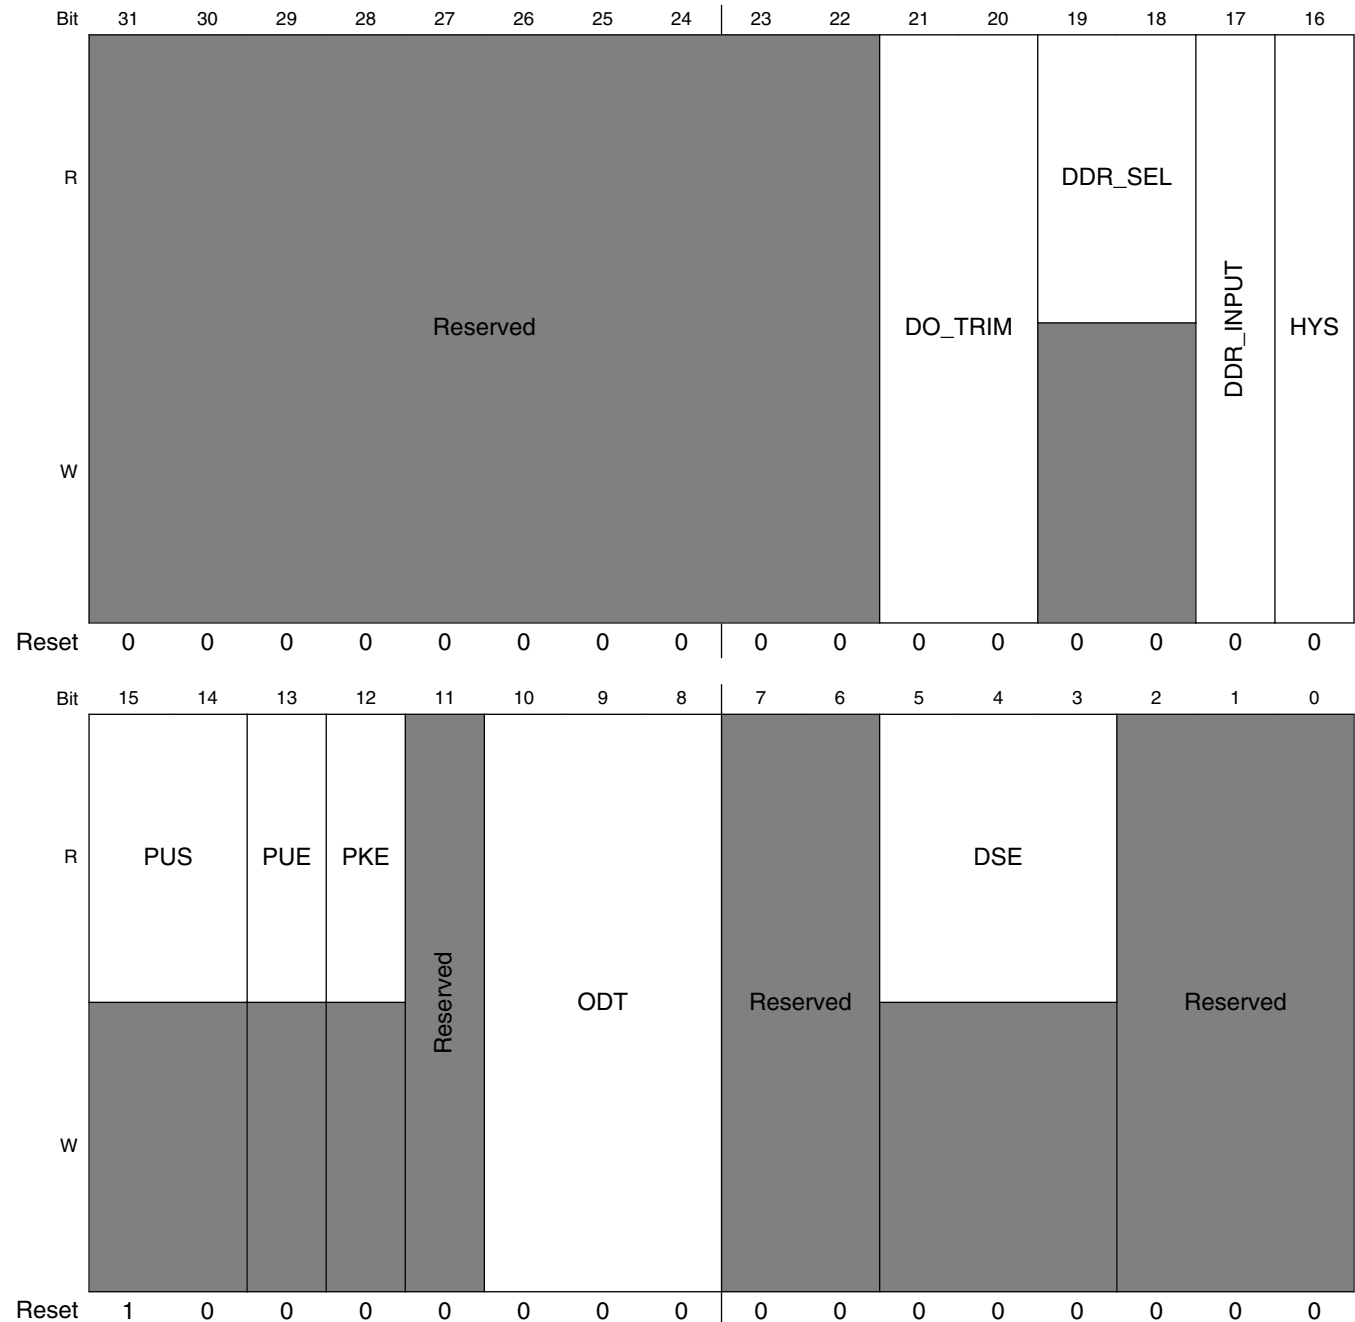 Bit 31 30 29 28 27 26 25 24 23 22 21 20 19 18 17 16
R
DDR_SEL
Reserved
DO_TRIM
DDR_INPUT
HYS
W
Reset 0 0 0 0 0 0 0 0 0 0 0 0 0 0 0 0
Bit 15 14 13 12 11 10 9 8 7 6 5 4 3 2 1 0
R PUS PUE PKE DSE
Reserved
ODT
Reserved
Reserved
W
Reset 1 0 0 0 0 0 0 0 0 0 0 0 0 0 0 0